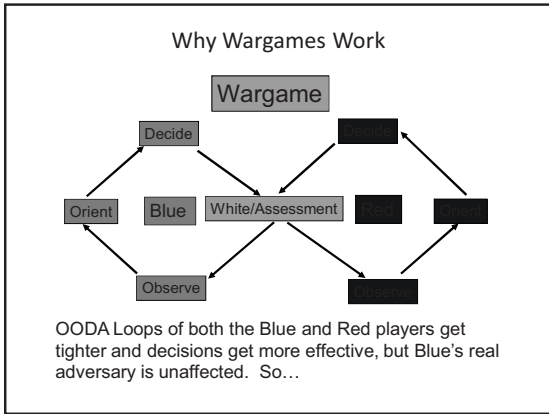 Why Wargames Work
Wargame
Decide
Decide
Orient
Blue
White/Assessment
Red
Orient
Observe
Observe
OODA Loops of both the Blue and Red players get
tighter and decisions get more effective, but Blue's real
adversary is unaffected. So…